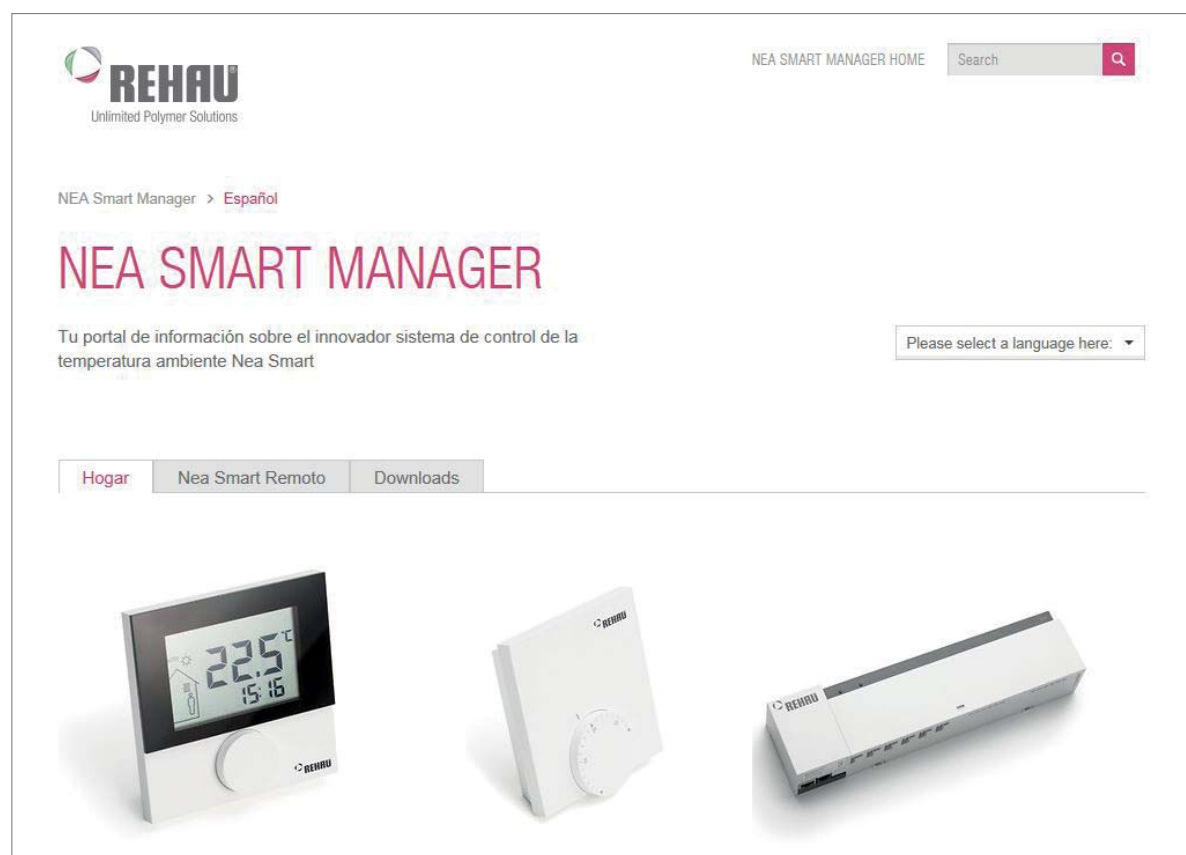 REHAU
Unlimited Polymer Solutions
NEA SMART MANAGER HOME
Search
NEA Smart Manager > Español
NEA SMART MANAGER
Tu portal de información sobre el innovador sistema de control de la
temperatura ambiente Nea Smart
Please select a language here:
Hogar
Nea Smart Remoto
Downloads
22.5 °C
15:16
REHAU
REHAU
REHAU